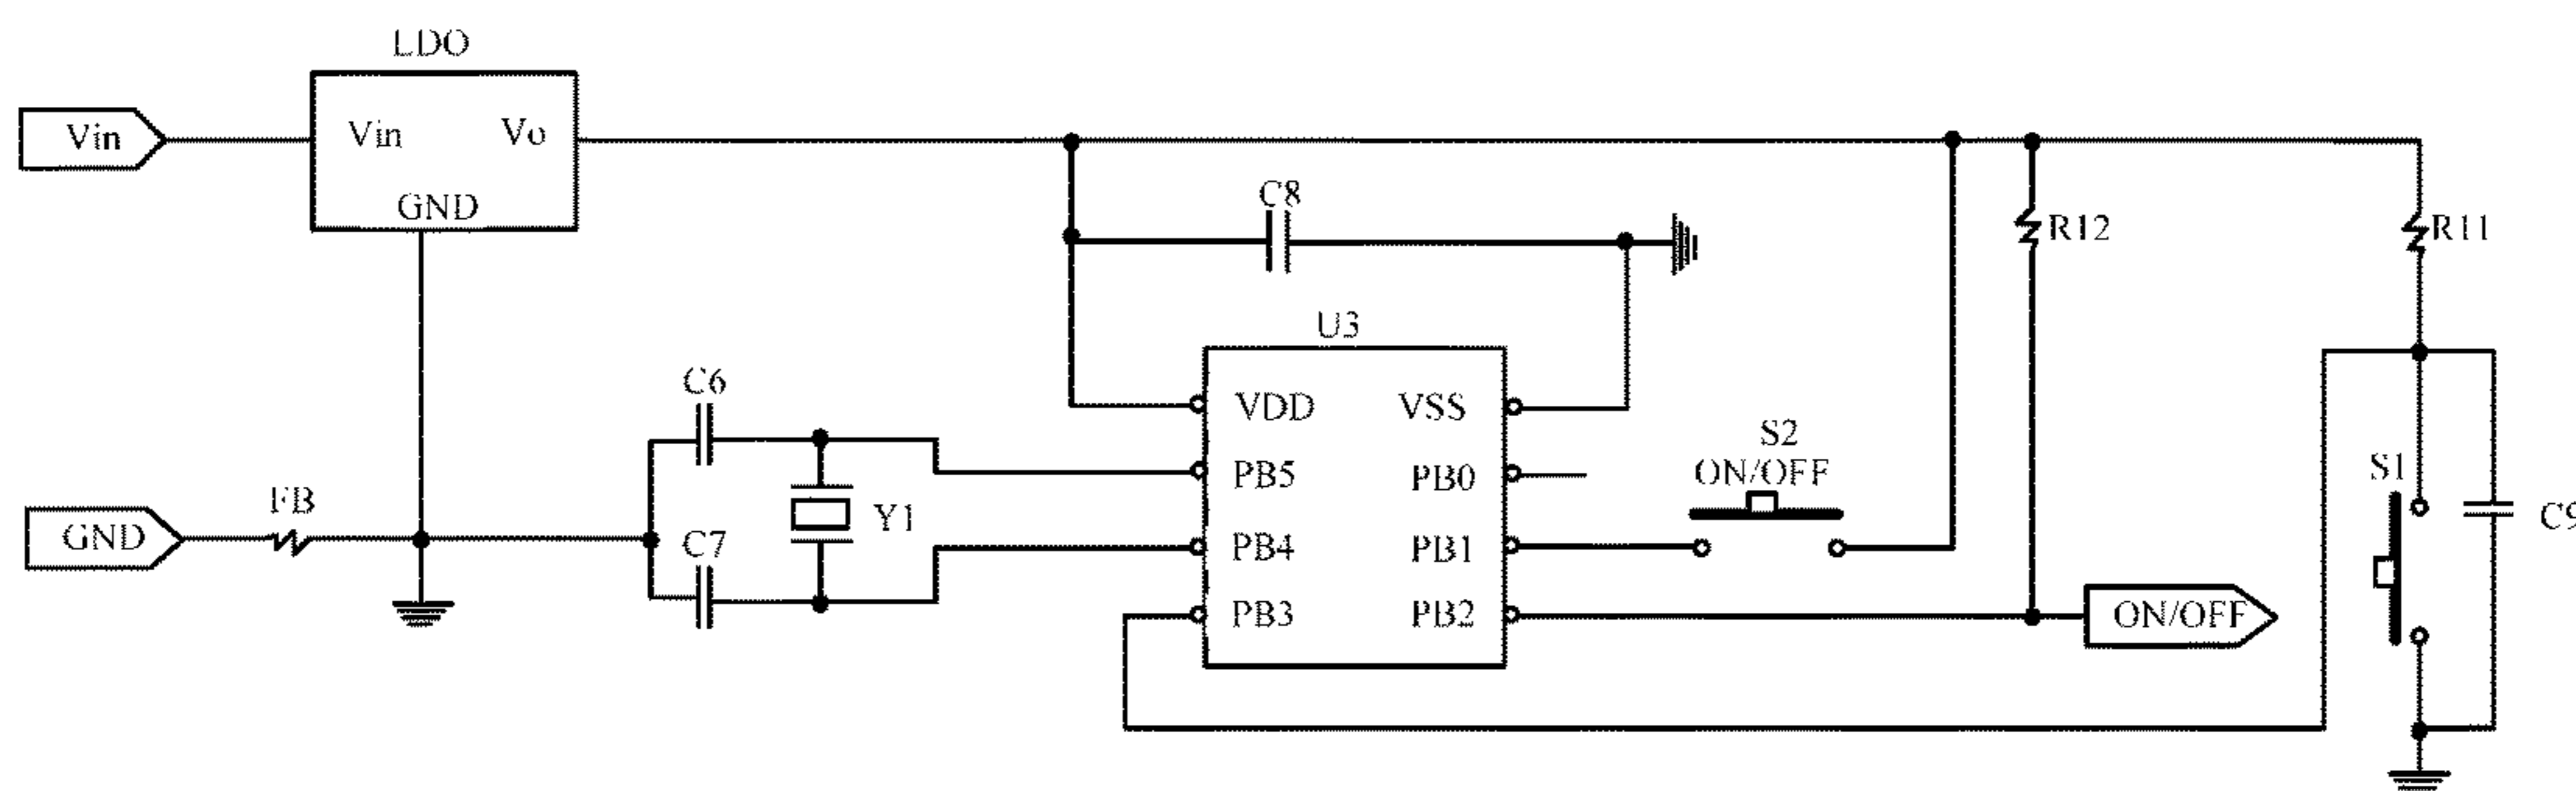 LDO
Vin
Vin
Vo
GND
C8
R12
R11
U3
C6
VDD
VSS
S2
ON/OFF
S1
FB
PB5
PB0
Y1
C9
GND
C7
PB4
PB1
PB3
PB2
ON/OFF